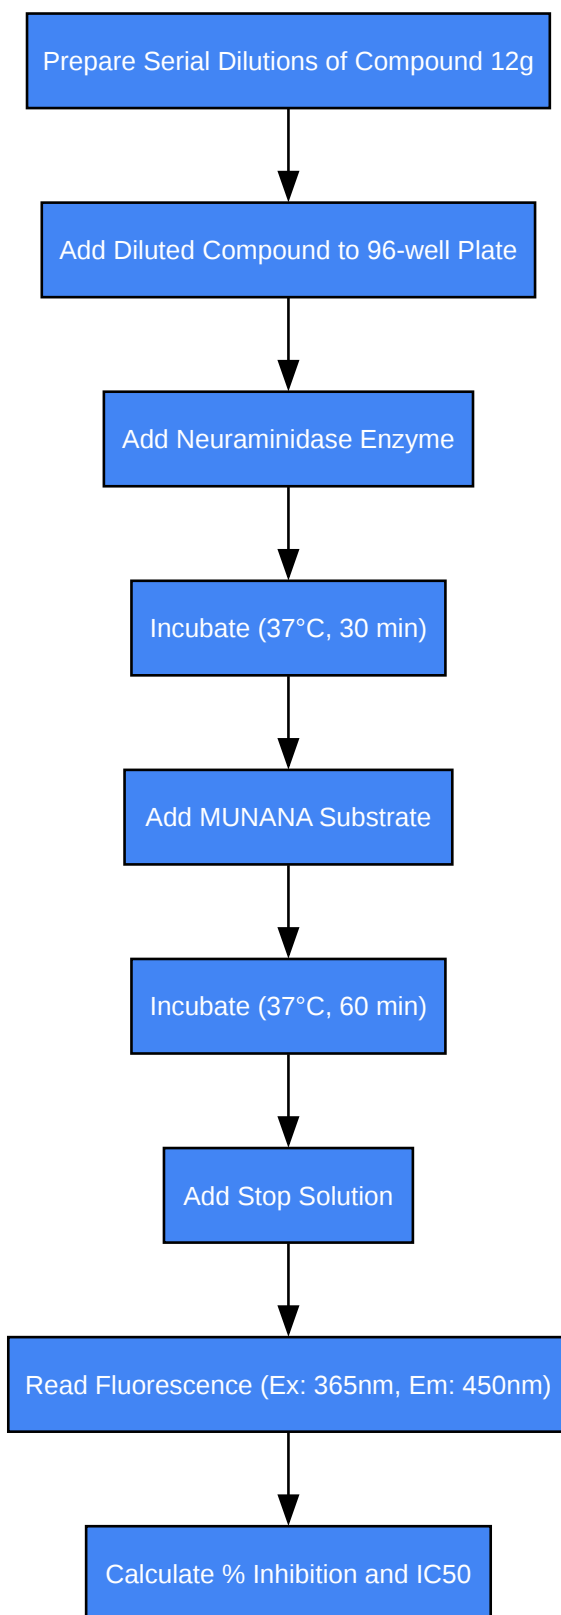 Prepare Serial Dilutions of Compound 12g
Add Diluted Compound to 96-well Plate
Add Neuraminidase Enzyme
Incubate (37°C, 30 min)
Add MUNANA Substrate
Incubate (37°C, 60 min)
Add Stop Solution
Read Fluorescence (Ex: 365nm, Em: 450nm)
Calculate % Inhibition and IC50